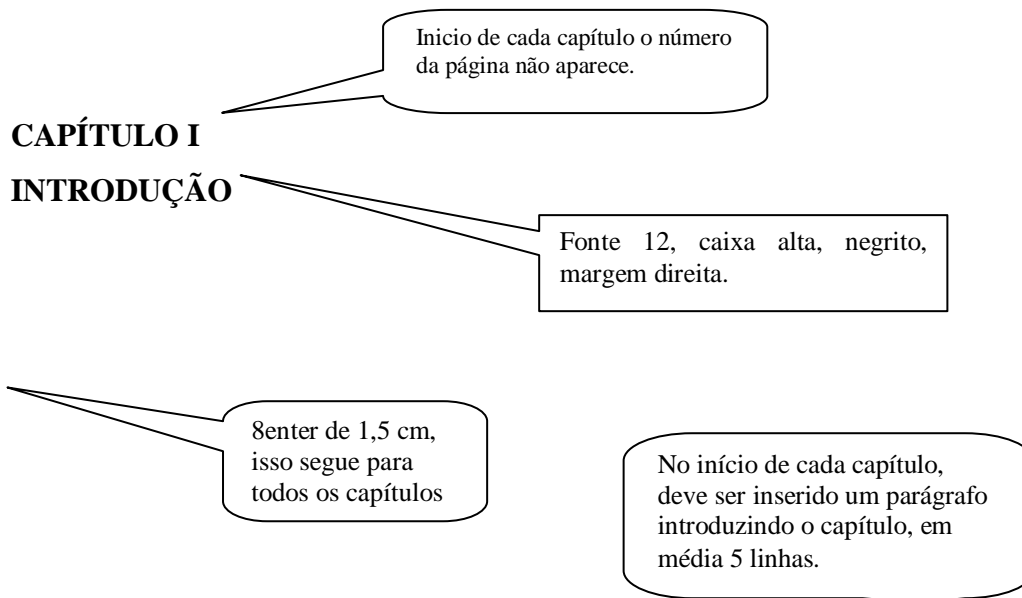 Inicio de cada capítulo o número
da página não aparece.
CAPÍTULO I
INTRODUÇÃO
Fonte 12, caixa alta, negrito,
margem direita.
8enter de 1,5 cm,
isso segue para
todos os capítulos
No início de cada capítulo,
deve ser inserido um parágrafo
introduzindo o capítulo, em
média 5 linhas.